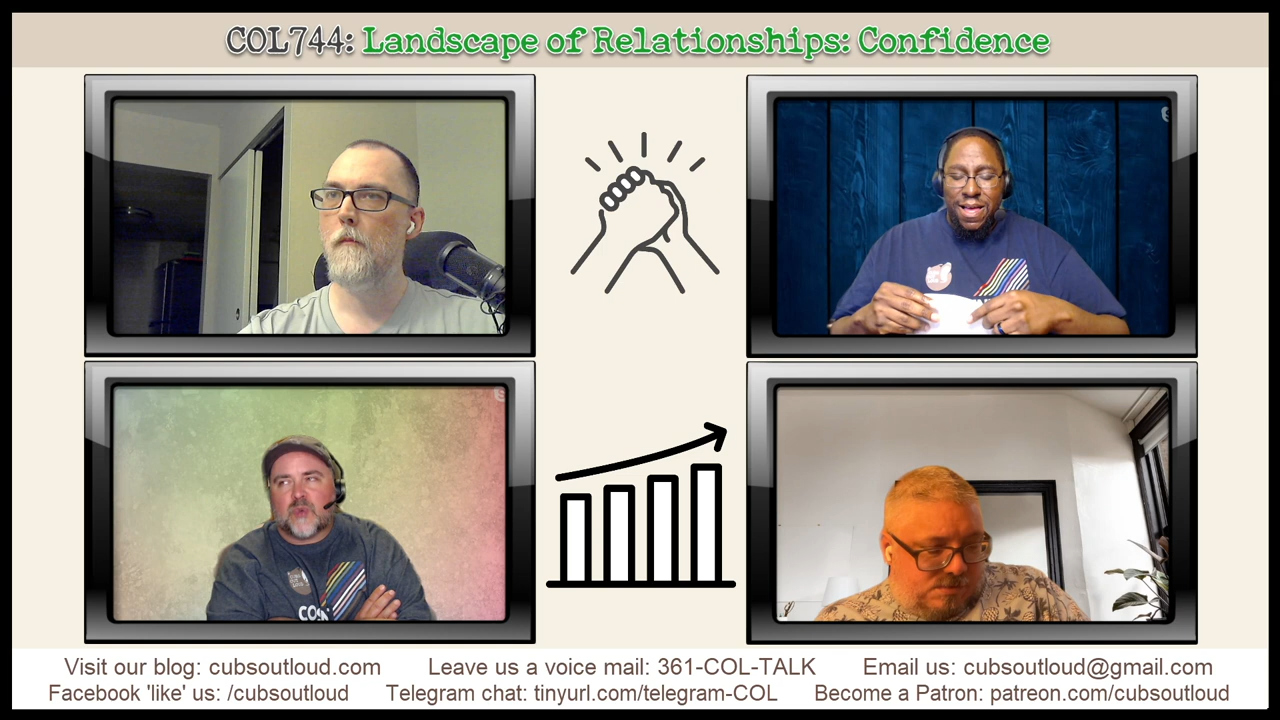 COL744: Landscape of Relationships: Confidence
Visit our blog: cubsoutloud.com Leave us a voice mail: 361-COL-TALK Email us: cubsoutloud@gmail.com
Facebook 'like' us: /cubsoutloud Telegram chat: tinyurl.com/telegram-COL Become a Patron: patreon.com/cubsoutloud